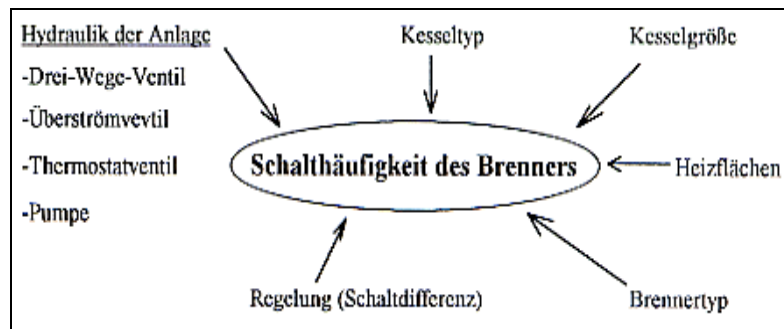 Hydraulik der Anlage
-Drei-Wege-Ventil
-Überströmvevtil
-Thermostatventil
-Pumpe
Kesseltyp
Kesselgröße
Schalthäufigkeit des Brenners
Heizflächen
Regelung (Schaltdifferenz)
Brennertyp